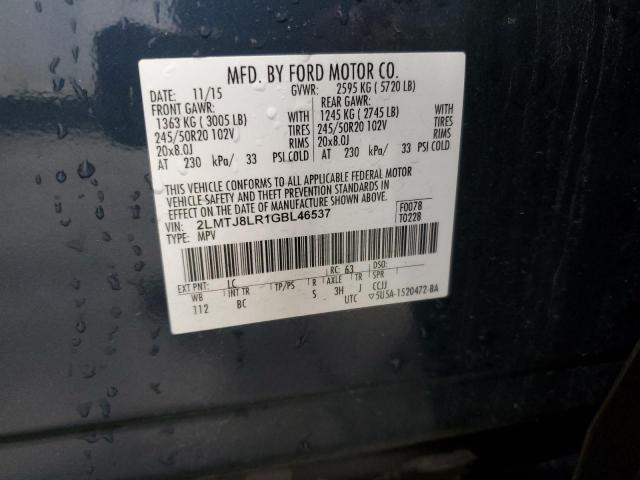 MFD. BY FORD MOTOR CO.
DATE: 11/15 GVWR: 2595 KG ( 5720 LB)
FRONT GAWR: REAR GAWR:
1363 KG ( 3005 LB) WITH 1245 KG ( 2745 LB) WITH
245/50R20 102V TIRES 245/50R20 102V TIRES
20x8.0J RIMS 20x8.0J RIMS
AT 230 kPa/ 33 PSI COLD AT 230 kPa/ 33 PSI COLD
THIS VEHICLE CONFORMS TO ALL APPLICABLE FEDERAL MOTOR
VEHICLE SAFETY AND THEFT PREVENTION STANDARDS IN
EFFECT ON THE DATE OF MANUFACTURE SHOWN ABOVE.
VIN: 2LMTJ8LR1GBL46537 F0078
TYPE: MPV T0228
EXT PNT: LC RC: 63 DSO:
WB INT TR TP/PS R AXLE TR SPR
112 BC S 3H J CCJJ
UTC ▽5U5A-1520472-BA